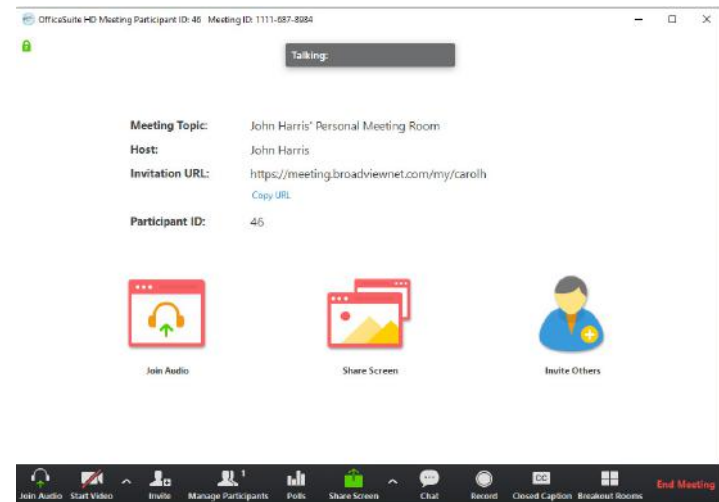 OfficeSuite HD Meeting Participant ID: 46 Meeting ID: 1111-687-8984
Talking:
Meeting Topic: John Harris' Personal Meeting Room
Host: John Harris
Invitation URL: https://meeting.broadviewnet.com/my/carolh
Copy URL
Participant ID: 46
Join Audio Share Screen Invite Others
1
CC
Join Audio Start Video Invite Manage Participants Polls Share Screen Chat Record Closed Caption Breakout Rooms End Meeting